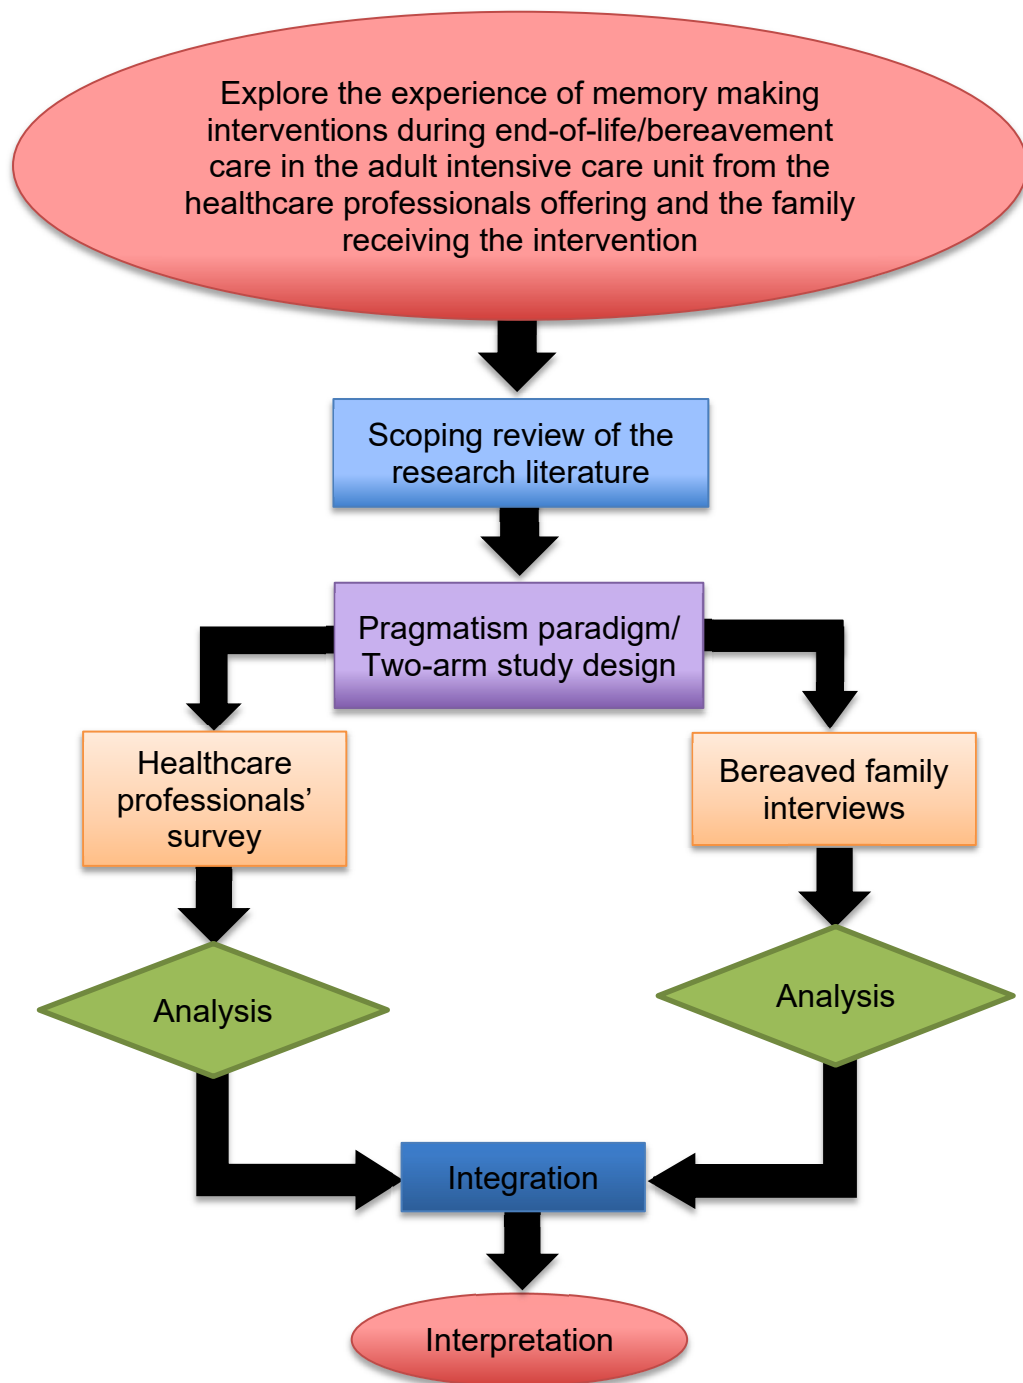 Explore the experience of memory making
interventions during end-of-life/bereavement
care in the adult intensive care unit from the
healthcare professionals offering and the family
receiving the intervention
Scoping review of the
research literature
Pragmatism paradigm/
Two-arm study design
Healthcare
professionals’
survey
Bereaved family
interviews
Analysis
Analysis
Integration
Interpretation